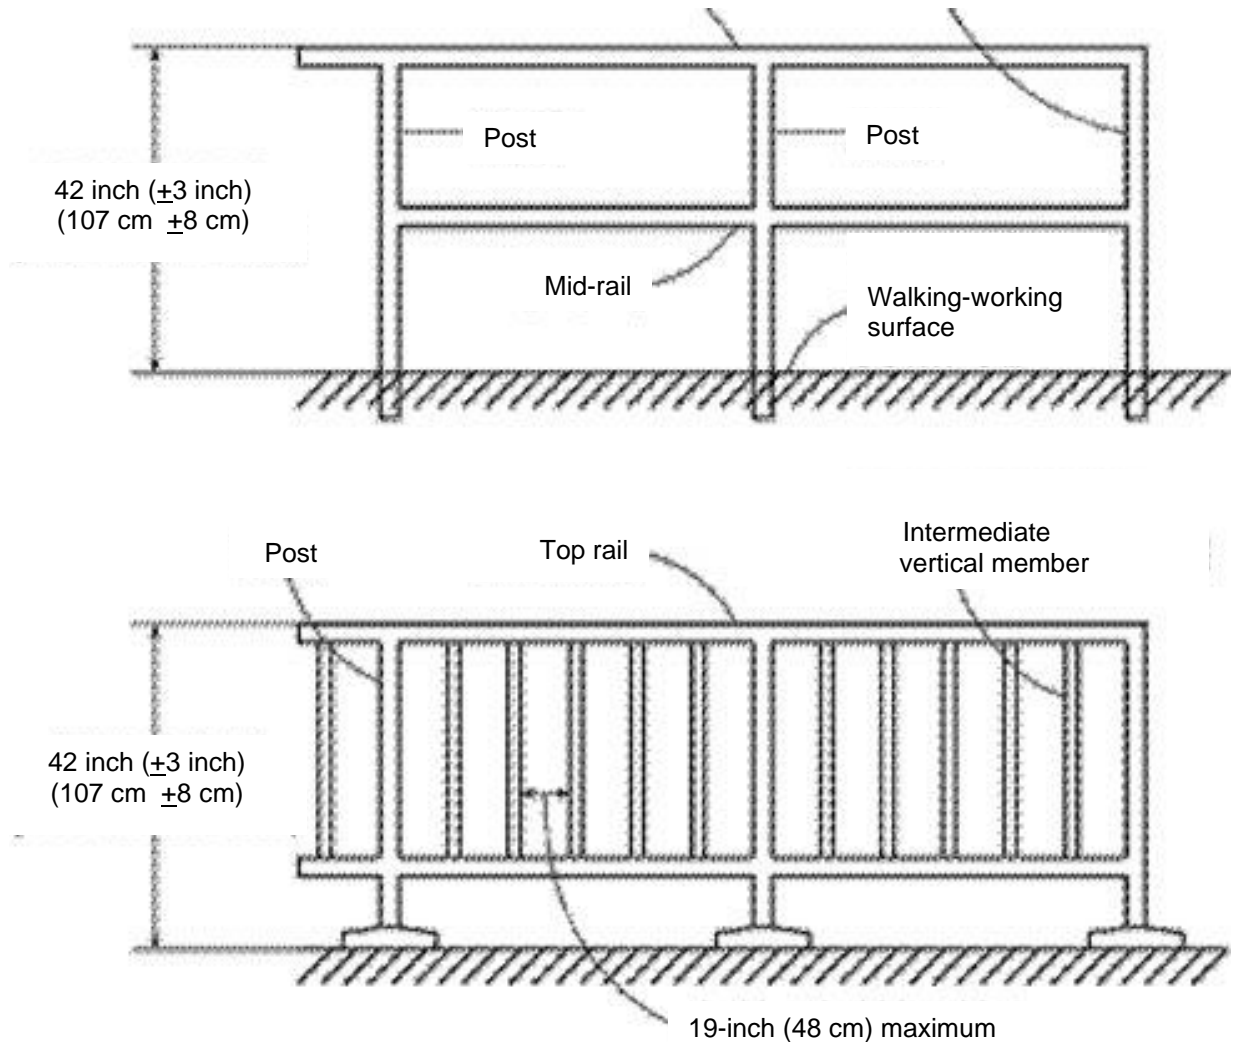 Post
Post
42 inch (±3 inch)
(107 cm ±8 cm)
Mid-rail
Walking-working
surface
Post
Top rail
Intermediate
vertical member
42 inch (±3 inch)
(107 cm ±8 cm)
19-inch (48 cm) maximum